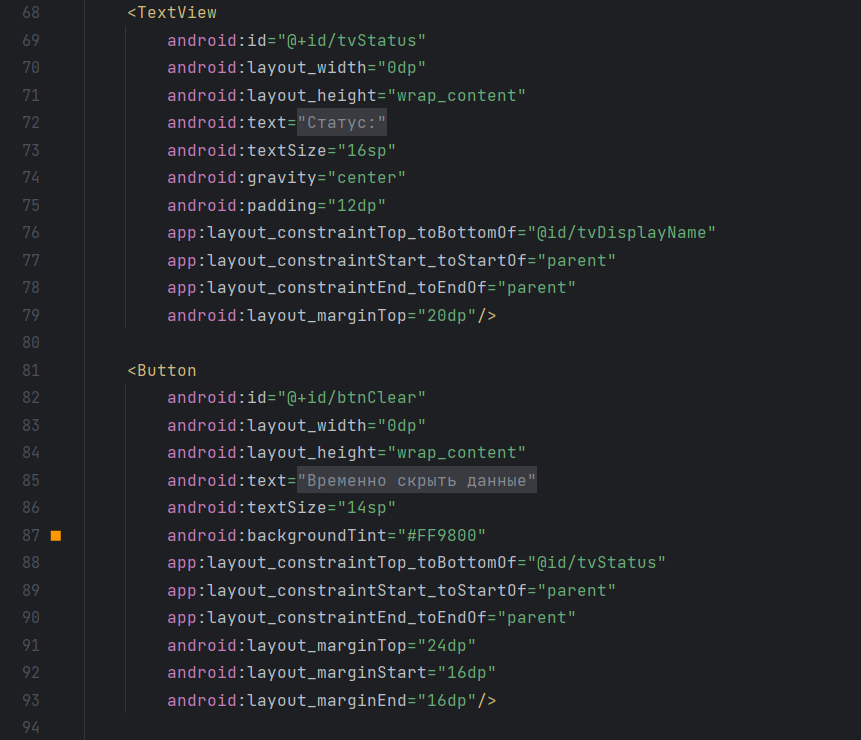 68 <TextView
69 android:id="@+id/tvStatus"
70 android:layout_width="0dp"
71 android:layout_height="wrap_content"
72 android:text="Статус:"
73 android:textSize="16sp"
74 android:gravity="center"
75 android:padding="12dp"
76 app:layout_constraintTop_toBottomOf="@id/tvDisplayName"
77 app:layout_constraintStart_toStartOf="parent"
78 app:layout_constraintEnd_toEndOf="parent"
79 android:layout_marginTop="20dp"/>
80
81 <Button
82 android:id="@+id/btnClear"
83 android:layout_width="0dp"
84 android:layout_height="wrap_content"
85 android:text="Временно скрыть данные"
86 android:textSize="14sp"
87 android:backgroundTint="#FF9800"
88 app:layout_constraintTop_toBottomOf="@id/tvStatus"
89 app:layout_constraintStart_toStartOf="parent"
90 app:layout_constraintEnd_toEndOf="parent"
91 android:layout_marginTop="24dp"
92 android:layout_marginStart="16dp"
93 android:layout_marginEnd="16dp"/>
94